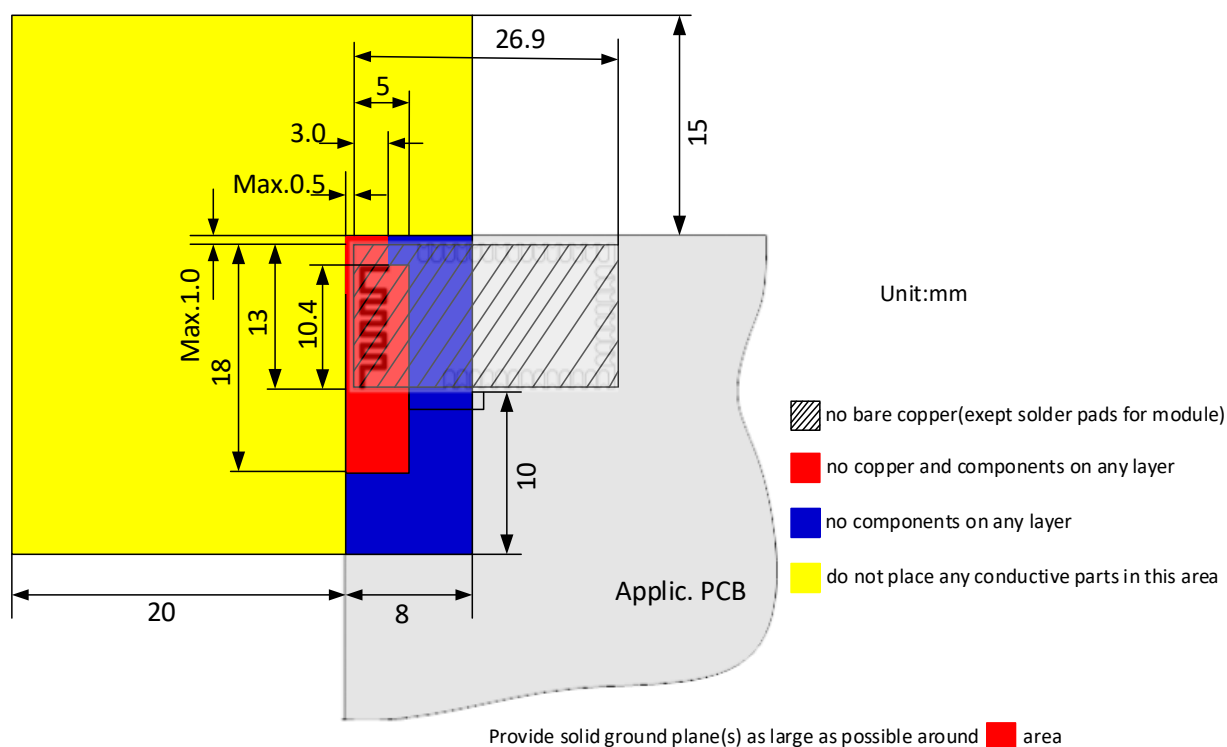 26.9
5
3.0
15
Max.0.5
Max.1.0
13
10.4
18
Unit:mm
no bare copper(exept solder pads for module)
no copper and components on any layer
10
no components on any layer
do not place any conductive parts in this area
Applic. PCB
20
8
Provide solid ground plane(s) as large as possible around area